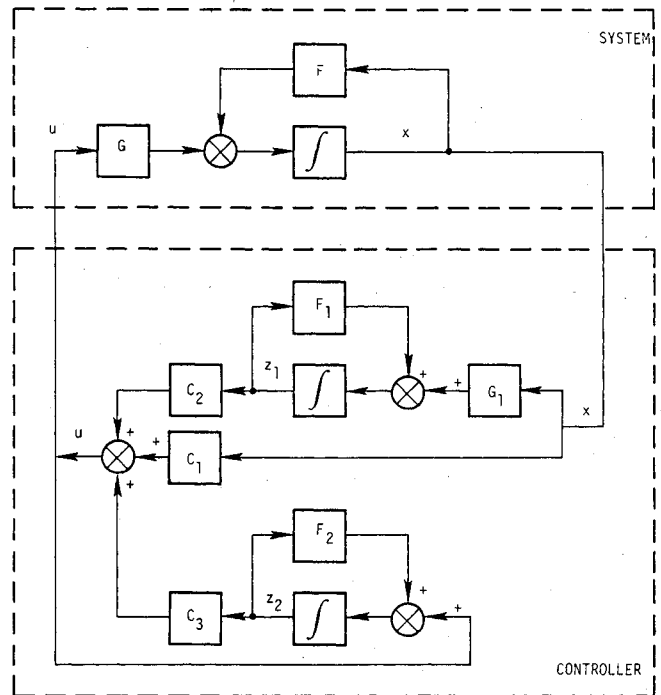 SYSTEM
F
u
G
∫
x
F₁
z₁
C₂
∫
+
+
G₁
x
+
u
+
C₁
+
F₂
+
z₂
+
C₃
∫
CONTROLLER